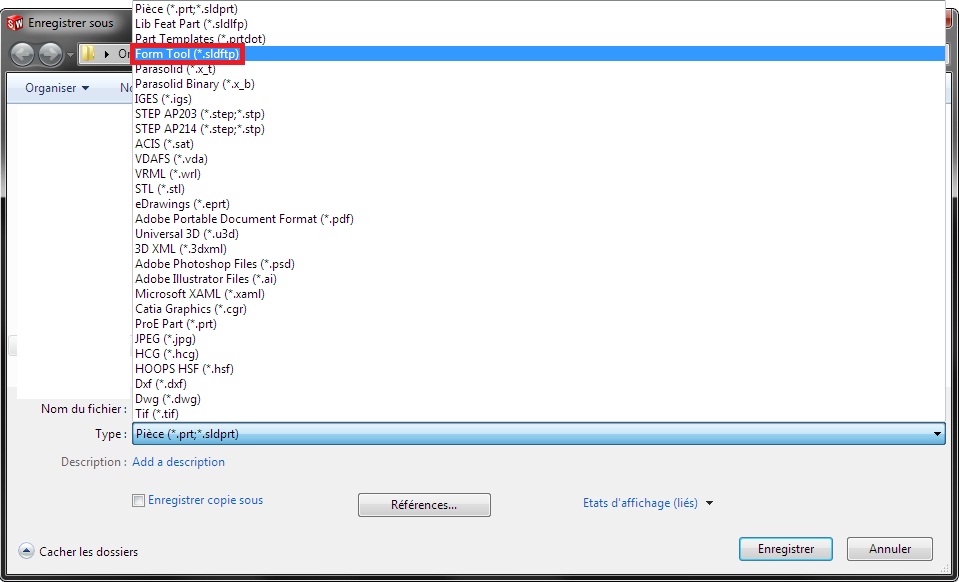 Pièce (*.prt;*.sldprt)
Enregistrer sous
Lib Feat Part (*.sldlfp)
Part Templates (*.prtdot)
Form Tool (*.sldftp)
Parasolid (*.x_t)
Organiser
Parasolid Binary (*.x_b)
IGES (*.igs)
STEP AP203 (*.step;*.stp)
STEP AP214 (*.step;*.stp)
ACIS (*.sat)
VDAFS (*.vda)
VRML (*.wrl)
STL (*.stl)
eDrawings (*.eprt)
Adobe Portable Document Format (*.pdf)
Universal 3D (*.u3d)
3D XML (*.3dxml)
Adobe Photoshop Files (*.psd)
Adobe Illustrator Files (*.ai)
Microsoft XAML (*.xaml)
Catia Graphics (*.cgr)
ProE Part (*.prt)
JPEG (*.jpg)
HCG (*.hcg)
HOOPS HSF (*.hsf)
Dxf (*.dxf)
Dwg (*.dwg)
Nom du fichier :
Tif (*.tif)
Type : Pièce (*.prt;*.sldprt)
Description : Add a description
Enregistrer copie sous
Références...
Etats d'affichage (liés)
Cacher les dossiers
Enregistrer
Annuler